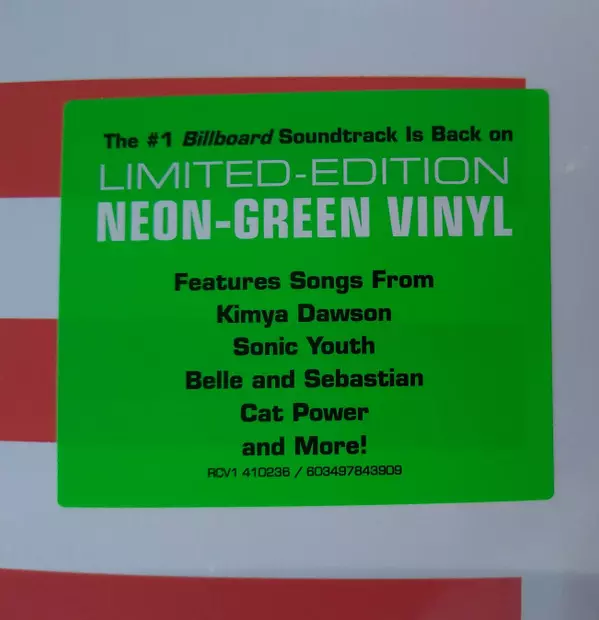 The #1 Billboard Soundtrack Is Back on
LIMITED-EDITION
NEON-GREEN VINYL
Features Songs From
Kimya Dawson
Sonic Youth
Belle and Sebastian
Cat Power
and More!
RCV1 410236 / 603497843909